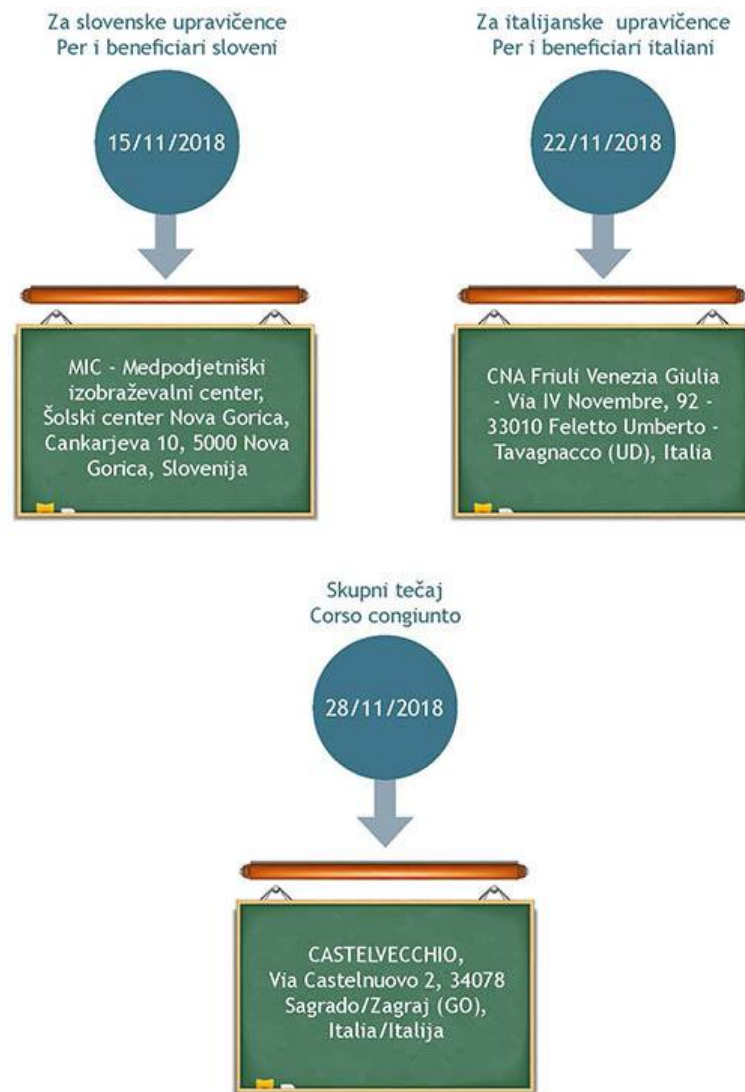 Za slovenske upravičence
Per i beneficiari sloveni
15/11/2018
MIC - Medpodjetniški
izobraževalni center,
Šolski center Nova Gorica,
Cankarjeva 10, 5000 Nova
Gorica, Slovenija
Za italijanske upravičence
Per i beneficiari italiani
22/11/2018
CNA Friuli Venezia Giulia
- Via IV Novembre, 92 -
33010 Feletto Umberto -
Tavagnacco (UD), Italia
Skupni tečaj
Corso congiunto
28/11/2018
CASTELVECCHIO,
Via Castelnuovo 2, 34078
Sagrado/Zagraj (GO),
Italia/Italija